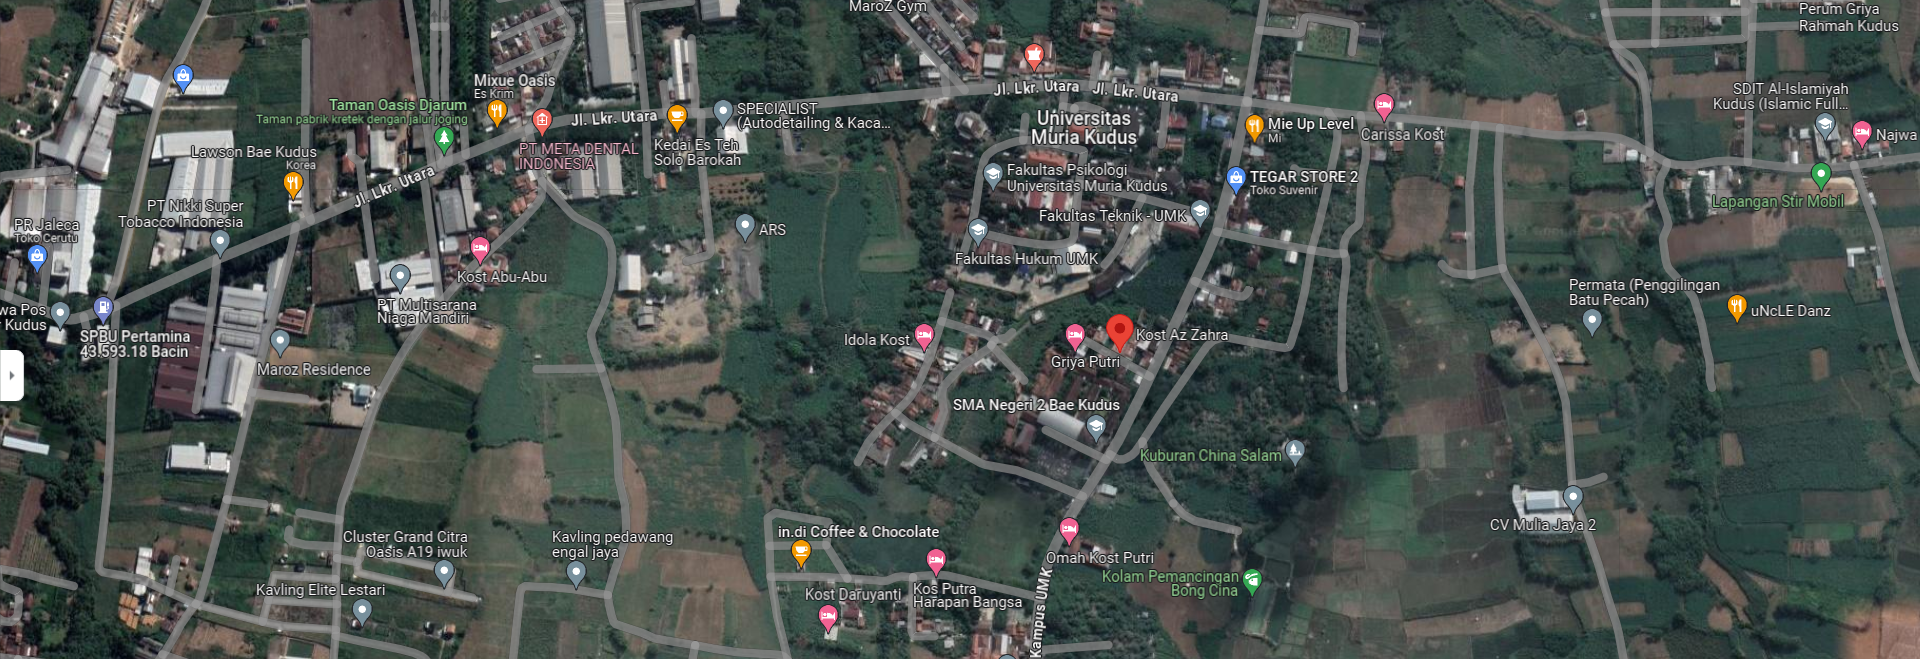 MaroZ Gym
Perum Griya
Rahmah Kudus
Mixue Oasis
Es Krim
Taman Oasis Djarum
Taman pabrik kretek dengan jalur joging
Jl. Lkr. Utara
SPECIALIST
(Autodetailing & Kaca...
Jl. Lkr. Utara
Jl. Lkr. Utara
SDIT Al-Islamiyah
Kudus (Islamic Full...
Universitas
Muria Kudus
Mie Up Level
Mi
Carissa Kost
Najwa
PT META DENTAL
INDONESIA
Kedai Es Teh
Solo Barokah
Lawson Bae Kudus
Korea
Jl. Lkr. Utara
Fakultas Psikologi
Universitas Muria Kudus
TEGAR STORE 2
Toko Suvenir
Lapangan Stir Mobil
PT Nikki Super
Tobacco Indonesia
PR Jaleca
Toko Cerutu
Fakultas Teknik - UMK
ARS
Fakultas Hukum UMK
Kost Abu-Abu
PT Multisarana
Niaga Mandiri
Permata (Penggilingan
Batu Pecah)
uNcLE Danz
wa Pos
Kudus
SPBU Pertamina
43.593.18 Bacin
Maroz Residence
Idola Kost
Griya Putri
Kost Az Zahra
SMA Negeri 2 Bae Kudus
Kuburan China Salam
CV Mulia Jaya 2
in.di Coffee & Chocolate
Cluster Grand Citra
Oasis A19 iwuk
Kavling pedawang
engal jaya
Omah Kost Putri
Kolam Pemancingan
Bong Cina
Kavling Elite Lestari
Kost Daruyanti
Kos Putra
Harapan Bangsa
Kampus UMK